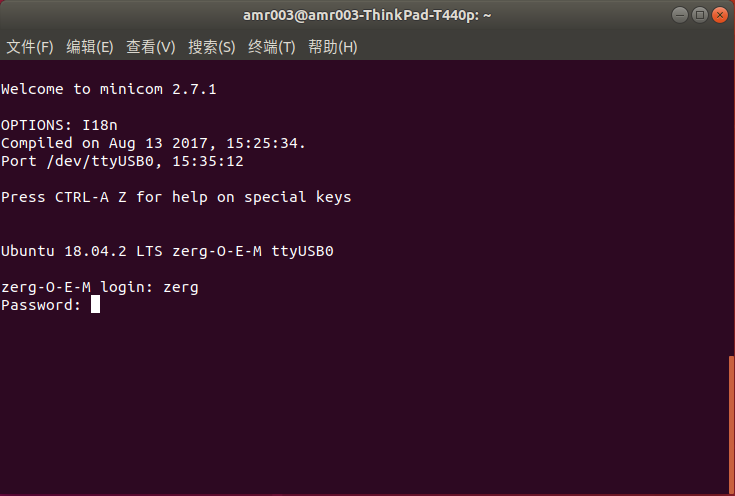 amr003@amr003-ThinkPad-T440p: ~
文件(F) 编辑(E) 查看(V) 搜索(S) 终端(T) 帮助(H)
Welcome to minicom 2.7.1
OPTIONS: I18n
Compiled on Aug 13 2017, 15:25:34.
Port /dev/ttyUSB0, 15:35:12
Press CTRL-A Z for help on special keys
Ubuntu 18.04.2 LTS zerg-O-E-M ttyUSB0
zerg-O-E-M login: zerg
Password: